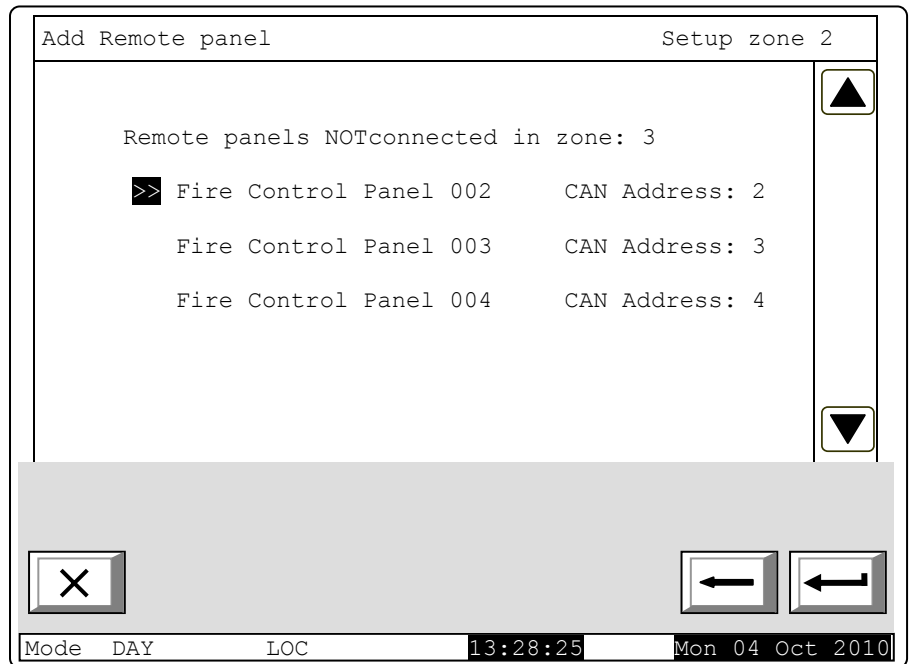 Add Remote panel Setup zone 2
Remote panels NOTconnected in zone: 3
>> Fire Control Panel 002 CAN Address: 2
Fire Control Panel 003 CAN Address: 3
Fire Control Panel 004 CAN Address: 4
Mode DAY LOC 13:28:25 Mon 04 Oct 2010